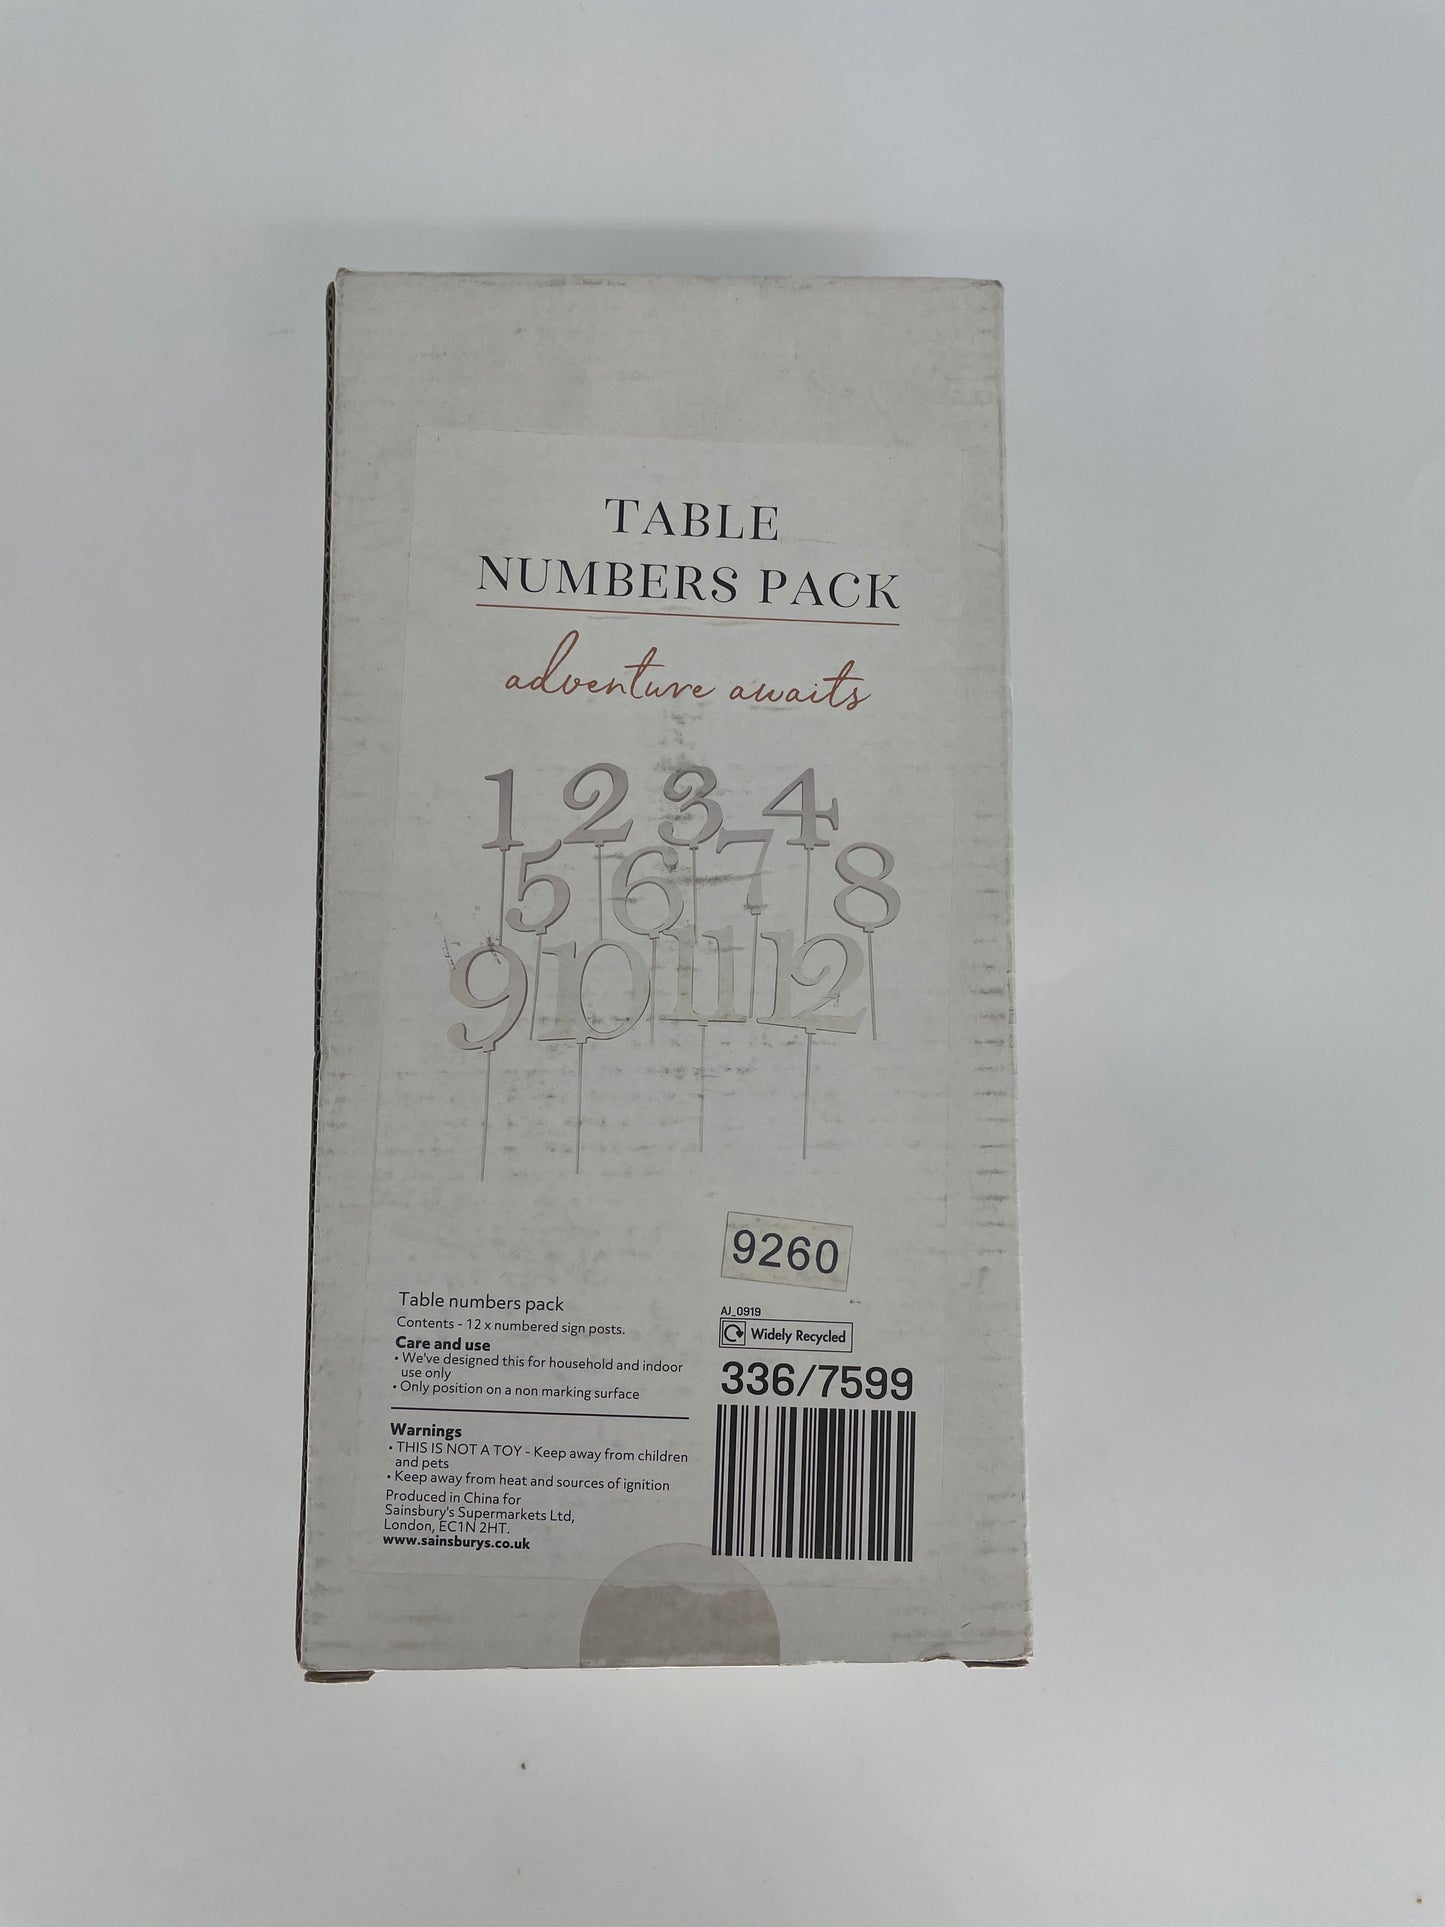 TABLE
NUMBERS PACK
adventure awaits
1 2 3 4
5 6 7 8
9 10 11 12
9260
Table numbers pack
Contents - 12 x numbered sign posts.
Care and use
• We've designed this for household and indoor
use only
• Only position on a non marking surface
Warnings
• THIS IS NOT A TOY - Keep away from children
and pets
• Keep away from heat and sources of ignition
Produced in China for
Sainsbury's Supermarkets Ltd,
London, EC1N 2HT.
www.sainsburys.co.uk
AJ_0919
Widely Recycled
336/7599